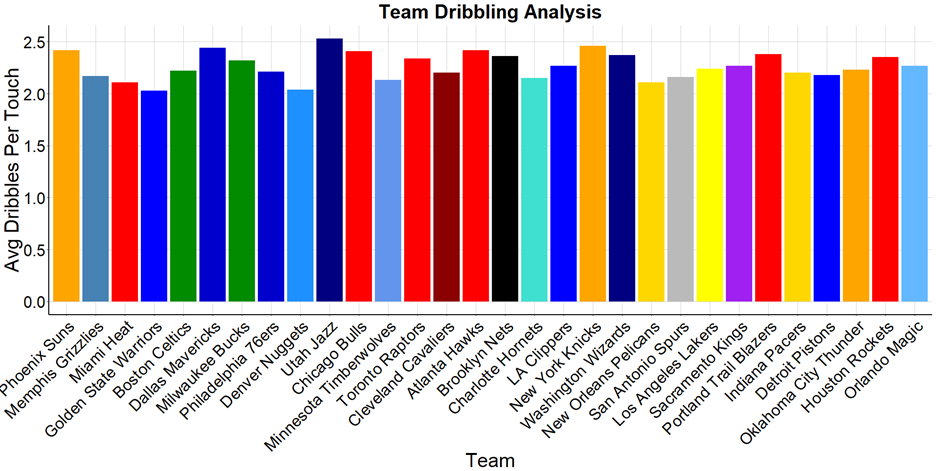 Team Dribbling Analysis
Avg Dribbles Per Touch
2.5
2.0
1.5
1.0
0.5
0.0
Phoenix Suns
Memphis Grizzlies
Miami Heat
Golden State Warriors
Boston Celtics
Dallas Mavericks
Milwaukee Bucks
Philadelphia 76ers
Denver Nuggets
Utah Jazz
Chicago Bulls
Minnesota Timberwolves
Toronto Raptors
Cleveland Cavaliers
Atlanta Hawks
Brooklyn Nets
Charlotte Hornets
LA Clippers
New York Knicks
Washington Wizards
New Orleans Pelicans
San Antonio Spurs
Los Angeles Lakers
Sacramento Kings
Portland Trail Blazers
Indiana Pacers
Detroit Pistons
Oklahoma City Thunder
Houston Rockets
Orlando Magic
Team